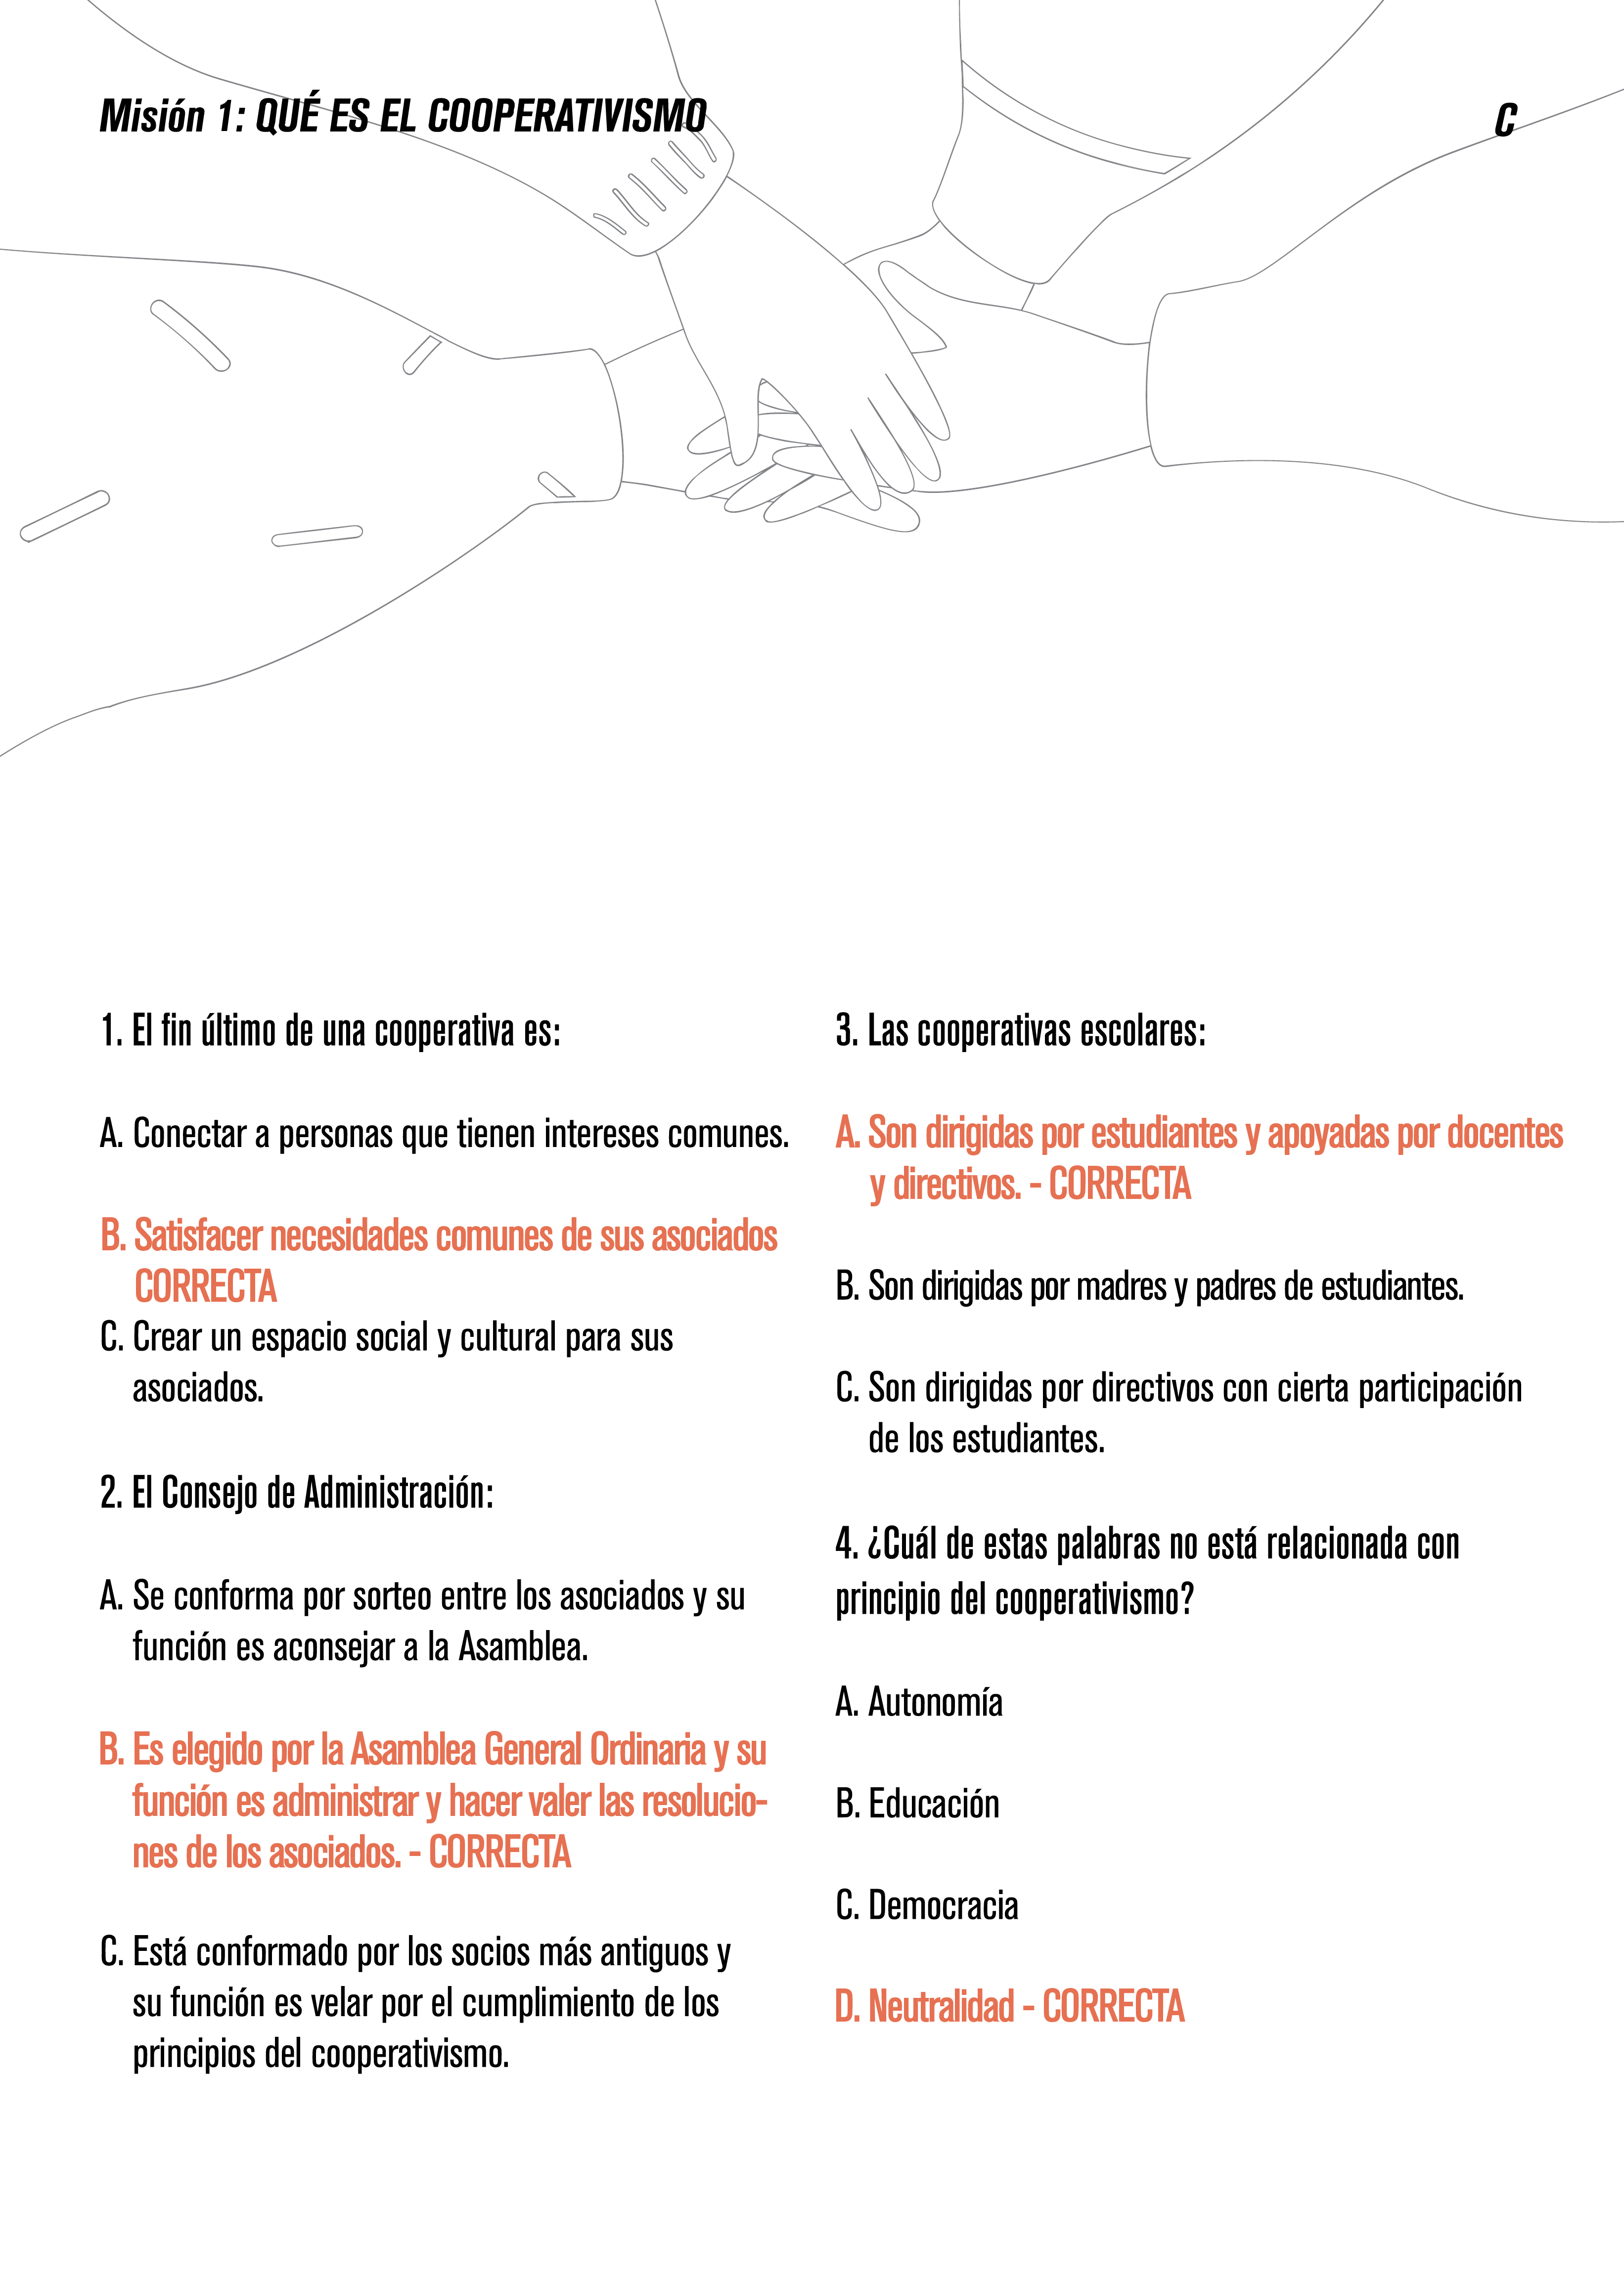 Misión 1: QUÉ ES EL COOPERATIVISMO
C
1. El fin último de una cooperativa es:
A. Conectar a personas que tienen intereses comunes.
B. Satisfacer necesidades comunes de sus asociados
CORRECTA
C. Crear un espacio social y cultural para sus
asociados.
2. El Consejo de Administración:
A. Se conforma por sorteo entre los asociados y su
función es aconsejar a la Asamblea.
B. Es elegido por la Asamblea General Ordinaria y su
función es administrar y hacer valer las resolucio-
nes de los asociados. - CORRECTA
C. Está conformado por los socios más antiguos y
su función es velar por el cumplimiento de los
principios del cooperativismo.
3. Las cooperativas escolares:
A. Son dirigidas por estudiantes y apoyadas por docentes
y directivos. - CORRECTA
B. Son dirigidas por madres y padres de estudiantes.
C. Son dirigidas por directivos con cierta participación
de los estudiantes.
4. ¿Cuál de estas palabras no está relacionada con
principio del cooperativismo?
A. Autonomía
B. Educación
C. Democracia
D. Neutralidad - CORRECTA